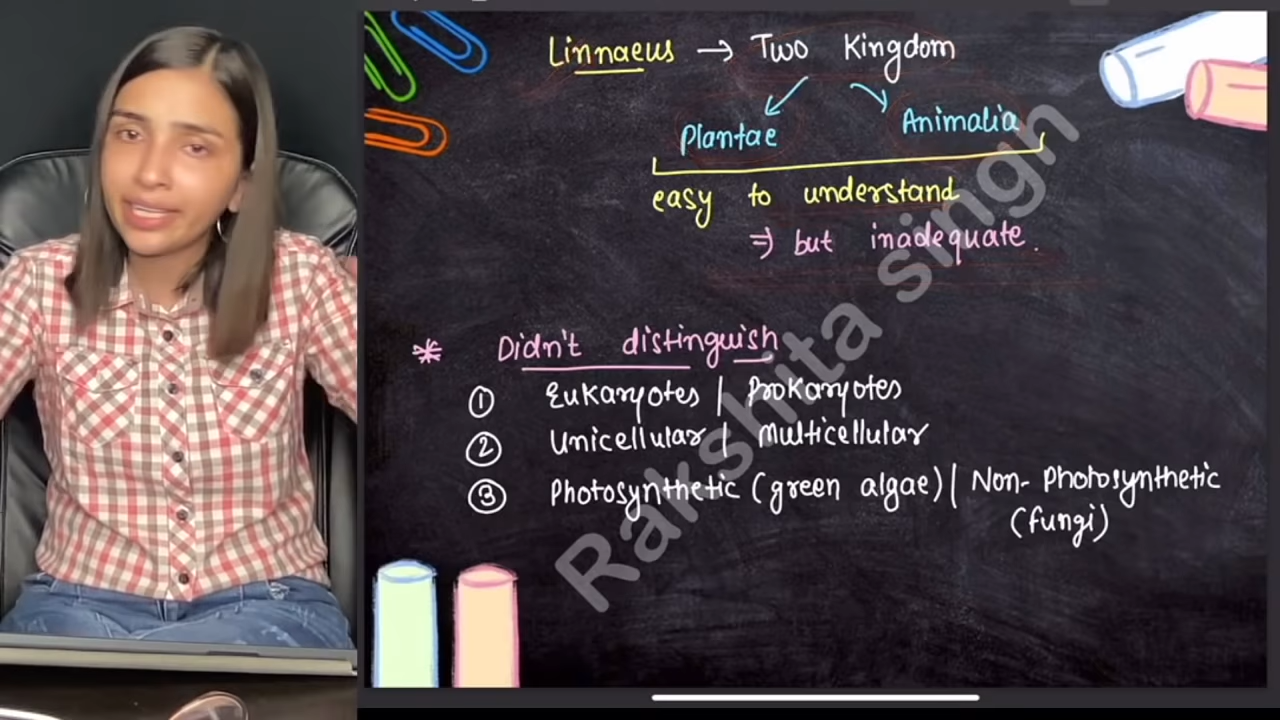 Linnaeus → Two Kingdom
Plantae Animalia
easy to understand
⇒ but inadequate.
* Didn't distinguish
① Eukaryotes | Prokaryotes
② Unicellular | Multicellular
③ Photosynthetic (green algae) | Non-Photosynthetic
(fungi)
Rakshita singh